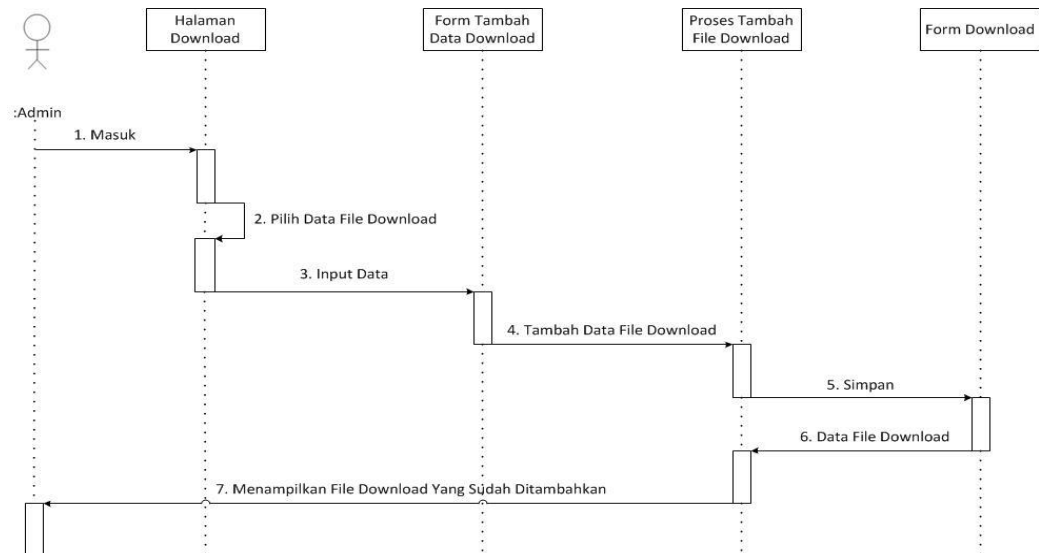 Halaman
Download
Form Tambah
Data Download
Proses Tambah
File Download
Form Download
:Admin
1. Masuk
2. Pilih Data File Download
3. Input Data
4. Tambah Data File Download
5. Simpan
6. Data File Download
7. Menampilkan File Download Yang Sudah Ditambahkan